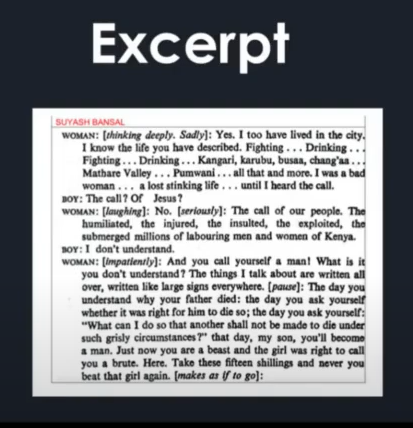 Excerpt
SUYASH BANSAL
WOMAN: [thinking deeply. Sadly]: Yes. I too have lived in the city.
I know the life you have described. Fighting . . . Drinking . . .
Fighting . . . Drinking . . . Kangari, karubu, busaa, chang'aa . . .
Mathare Valley . . . Pumwani . . . all that and more. I was a bad
woman . . . a lost stinking life . . . until I heard the call.
BOY: The call? Of Jesus?
WOMAN: [laughing]: No. [seriously]: The call of our people. The
humiliated, the injured, the insulted, the exploited, the
submerged millions of labouring men and women of Kenya.
BOY: I don't understand.
WOMAN: [impatiently]: And you call yourself a man! What is it
you don't understand? The things I talk about are written all
over, written like large signs everywhere. [pause]: The day you
understand why your father died: the day you ask yourself
whether it was right for him to die so; the day you ask yourself:
"What can I do so that another shall not be made to die under
such grisly circumstances?" that day, my son, you'll become
a man. Just now you are a beast and the girl was right to call
you a brute. Here. Take these fifteen shillings and never you
beat that girl again. [makes as if to go]: